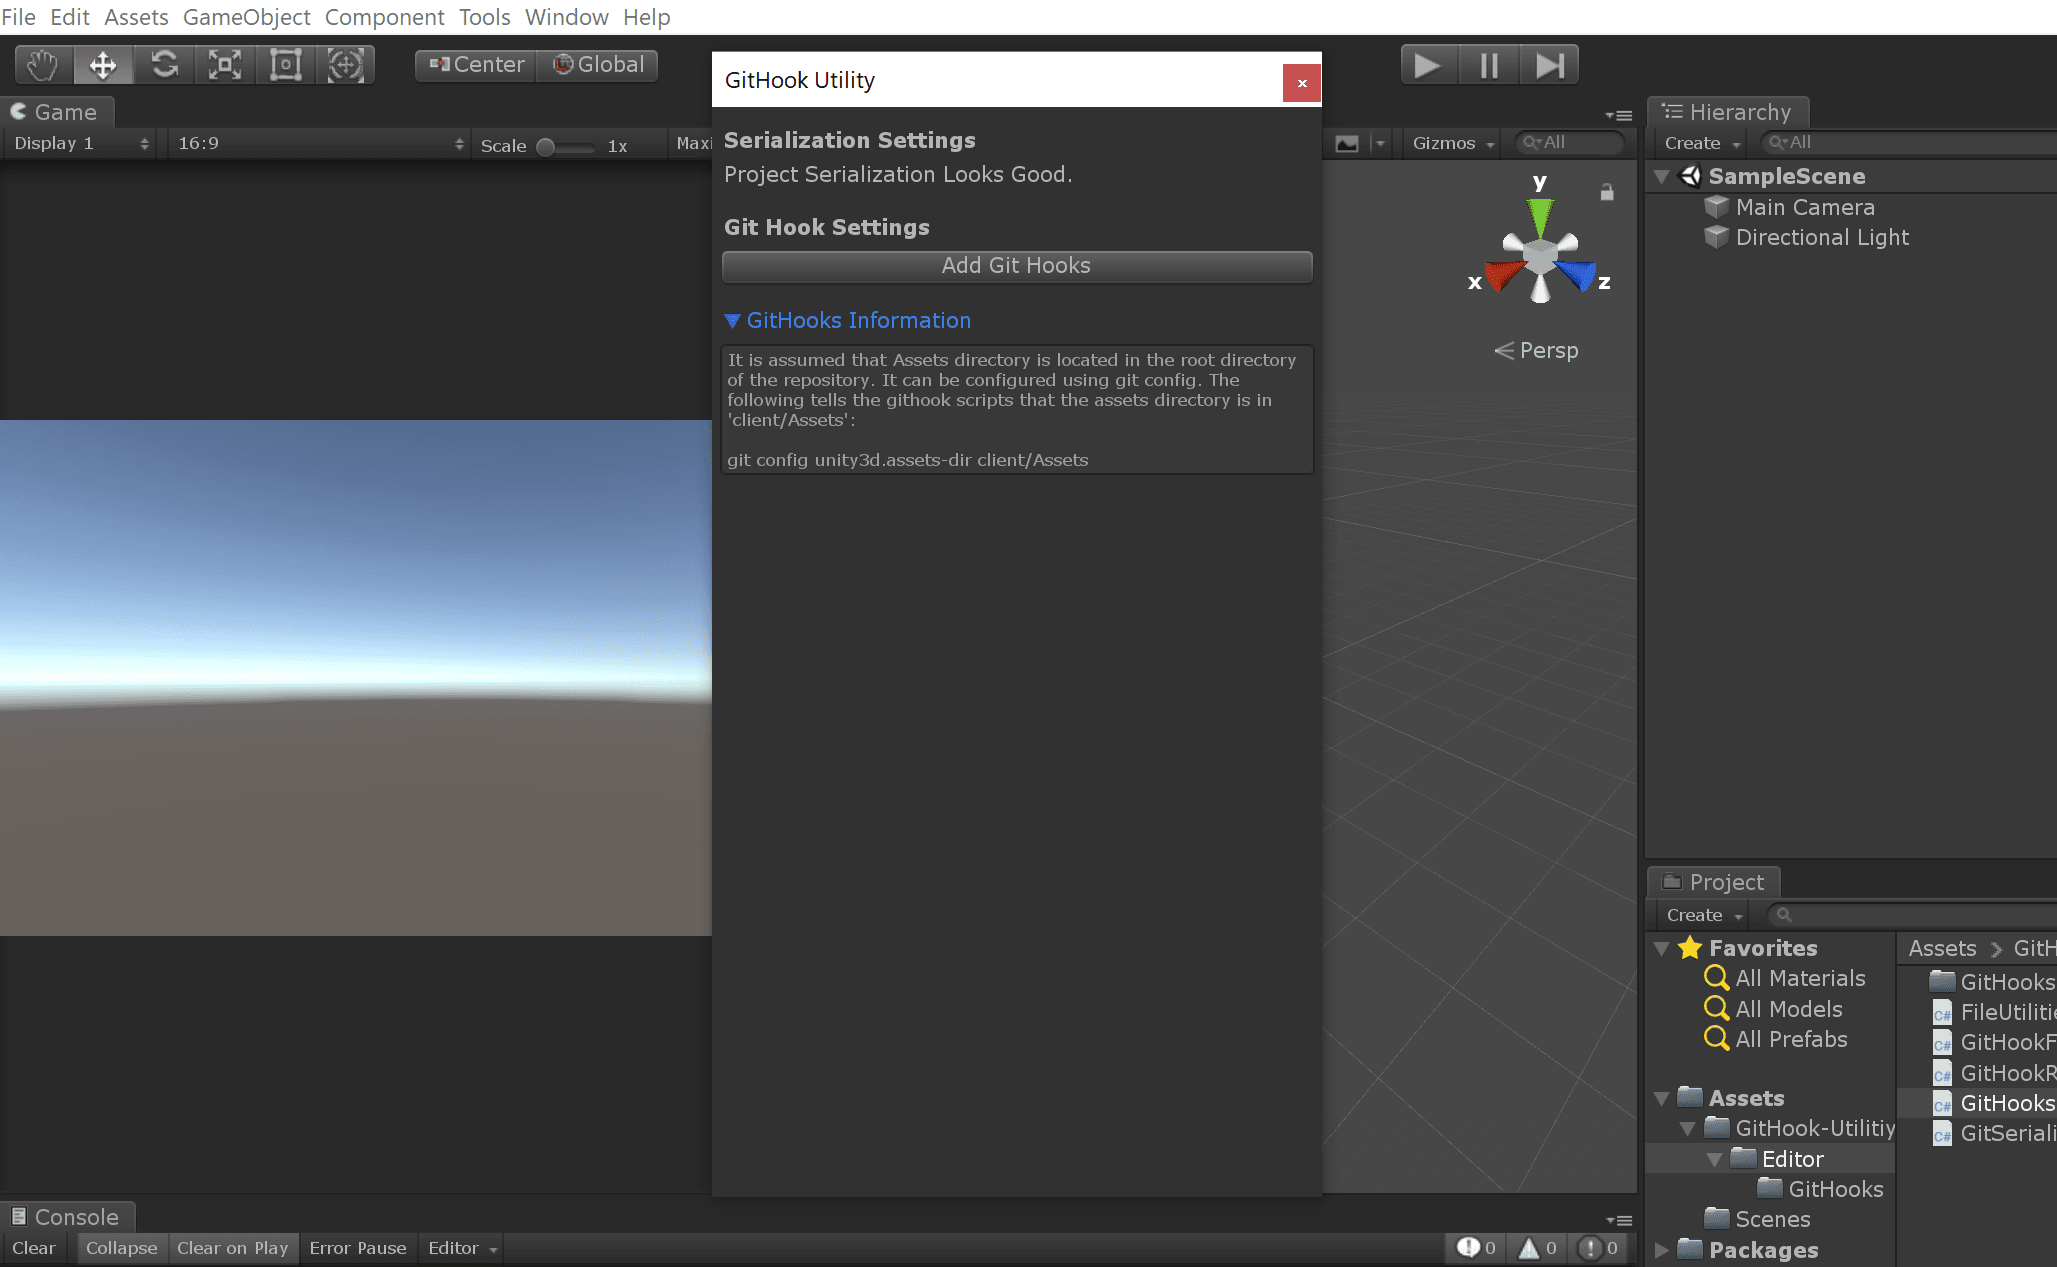 File Edit Assets GameObject Component Tools Window Help
Center Global
Game
Display 1 16:9 Scale 1x Maxi
GitHook Utility
x
Serialization Settings
Project Serialization Looks Good.
Git Hook Settings
Add Git Hooks
GitHooks Information
It is assumed that Assets directory is located in the root directory
of the repository. It can be configured using git config. The
following tells the githook scripts that the assets directory is in
'client/Assets':
git config unity3d.assets-dir client/Assets
Gizmos All
y
x z
Persp
Hierarchy
Create All
SampleScene
Main Camera
Directional Light
Project
Create
Favorites
All Materials
All Models
All Prefabs
Assets
GitHook-Utilitiy
Editor
GitHooks
Scenes
Packages
Assets GitH
GitHooks
C# FileUtilitie
C# GitHookF
C# GitHookR
C# GitHooks
C# GitSeriali
Console
Clear Collapse Clear on Play Error Pause Editor 0 0 0